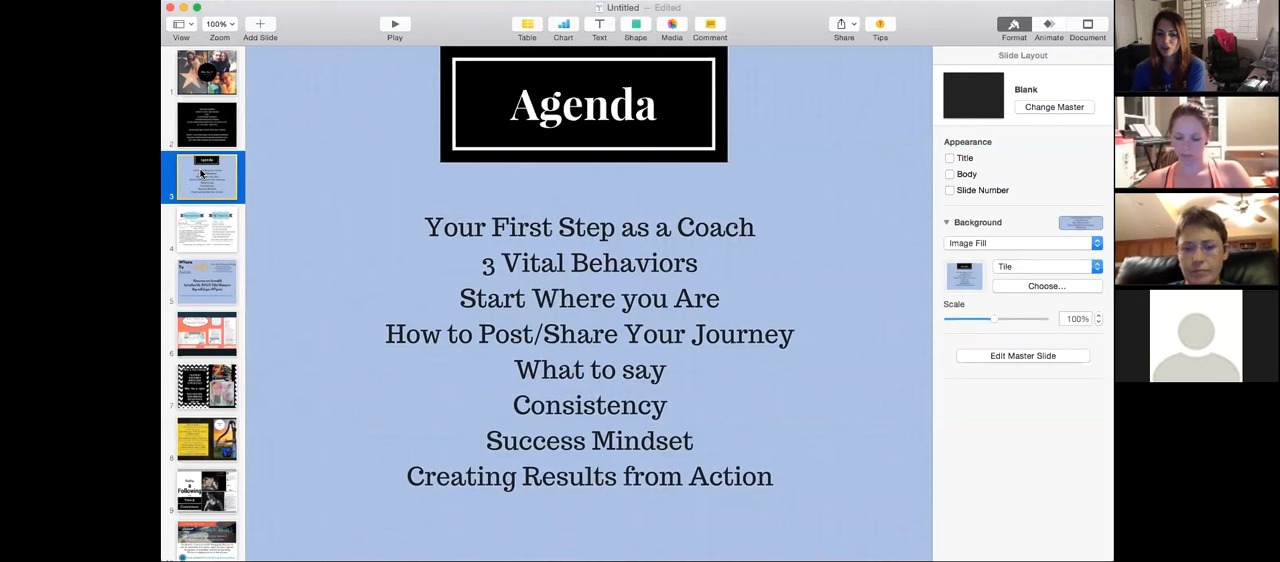 Untitled — Edited
100%
View
Zoom
Add Slide
Play
Table
Chart
Text
Shape
Media
Comment
Share
Tips
Format
Animate
Document
1
2
3
4
5
6
7
8
9
Agenda
Where
To
Following
Agenda
Your First Step as a Coach
3 Vital Behaviors
Start Where you Are
How to Post/Share Your Journey
What to say
Consistency
Success Mindset
Creating Results from Action
Slide Layout
Blank
Change Master
Appearance
Title
Body
Slide Number
Background
Image Fill
Tile
Choose...
Scale
100%
Edit Master Slide